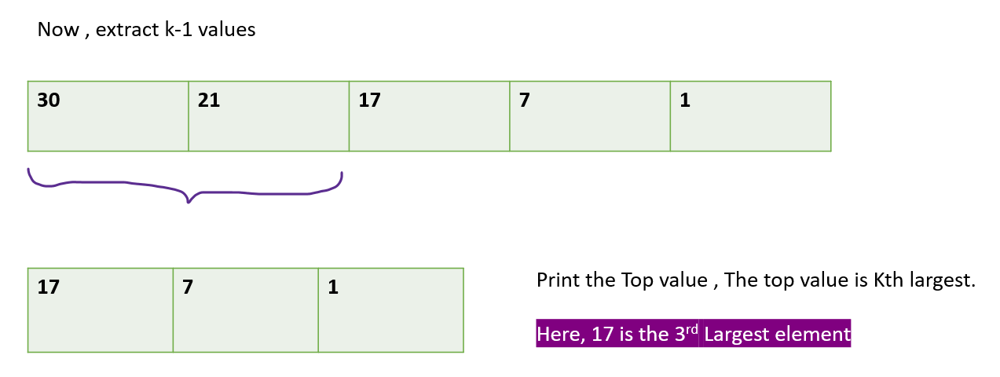 Now , extract k-1 values
30 21 17 7 1
17 7 1
Print the Top value , The top value is Kth largest.
Here, 17 is the 3rd Largest element